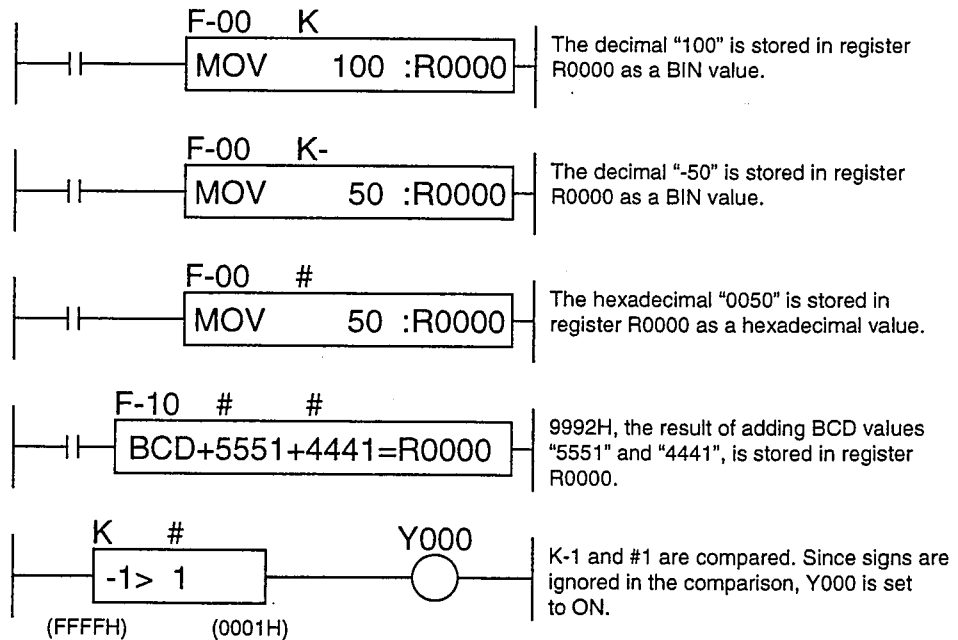 F-00 K
MOV 100 :R0000
The decimal “100” is stored in register
R0000 as a BIN value.
F-00 K-
MOV 50 :R0000
The decimal “-50” is stored in register
R0000 as a BIN value.
F-00 #
MOV 50 :R0000
The hexadecimal “0050” is stored in
register R0000 as a hexadecimal value.
F-10 # #
BCD+5551+4441=R0000
9992H, the result of adding BCD values
“5551” and “4441”, is stored in register
R0000.
K #
-1> 1
(FFFFH) (0001H)
Y000
K-1 and #1 are compared. Since signs are
ignored in the comparison, Y000 is set
to ON.